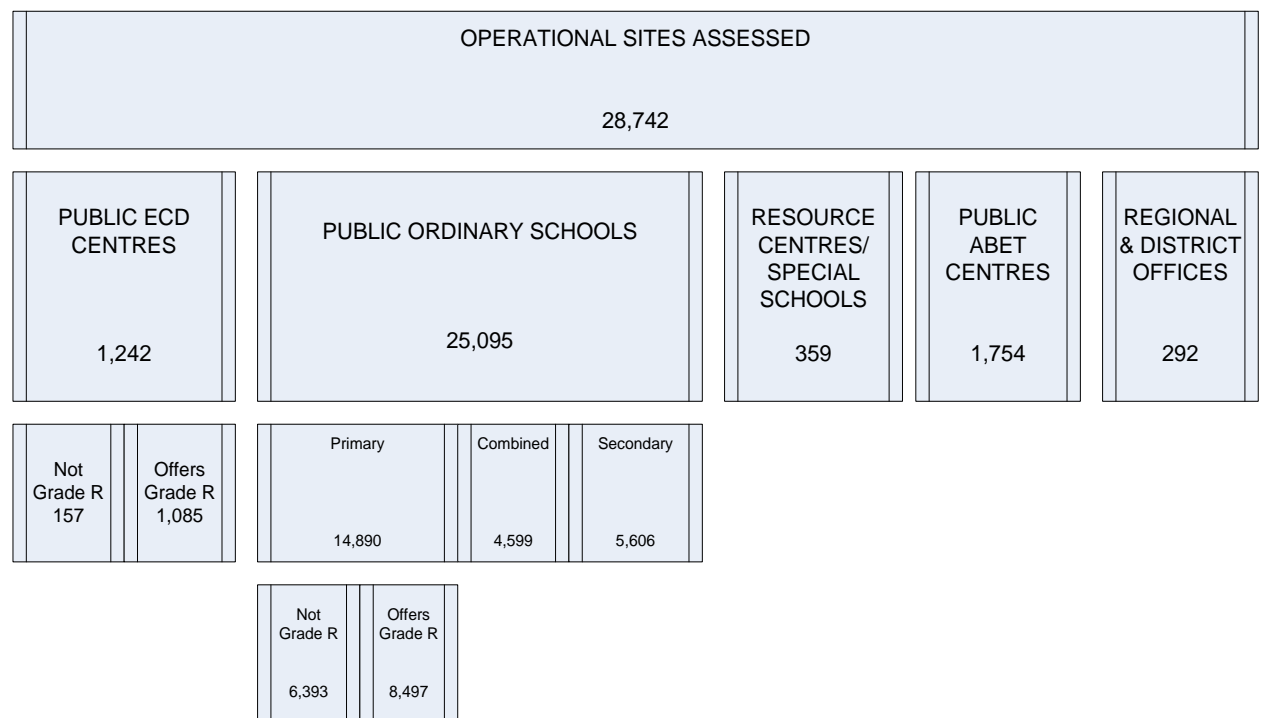 OPERATIONAL SITES ASSESSED
28,742
PUBLIC ECD
CENTRES
1,242
PUBLIC ORDINARY SCHOOLS
25,095
RESOURCE
CENTRES/
SPECIAL
SCHOOLS
359
PUBLIC
ABET
CENTRES
1,754
REGIONAL
& DISTRICT
OFFICES
292
Not
Grade R
157
Offers
Grade R
1,085
Primary
14,890
Combined
4,599
Secondary
5,606
Not
Grade R
6,393
Offers
Grade R
8,497